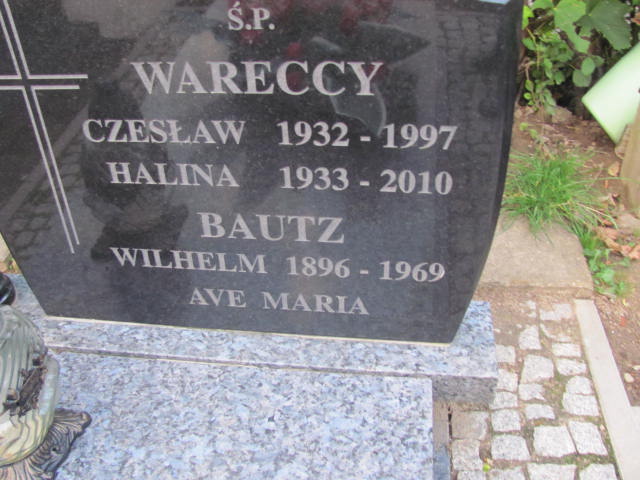 Ś.P.
WARECCY
CZESŁAW 1932 - 1997
HALINA 1933 - 2010
BAUTZ
WILHELM 1896 - 1969
AVE MARIA